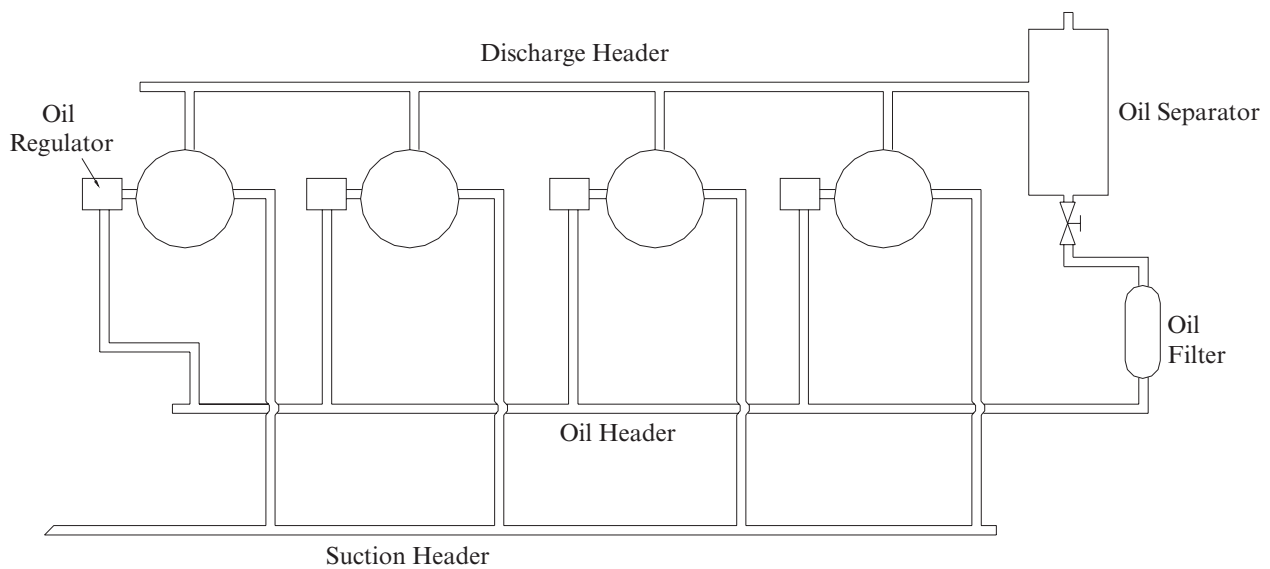 Discharge Header
Oil
Regulator
Oil Separator
Oil
Filter
Oil Header
Suction Header